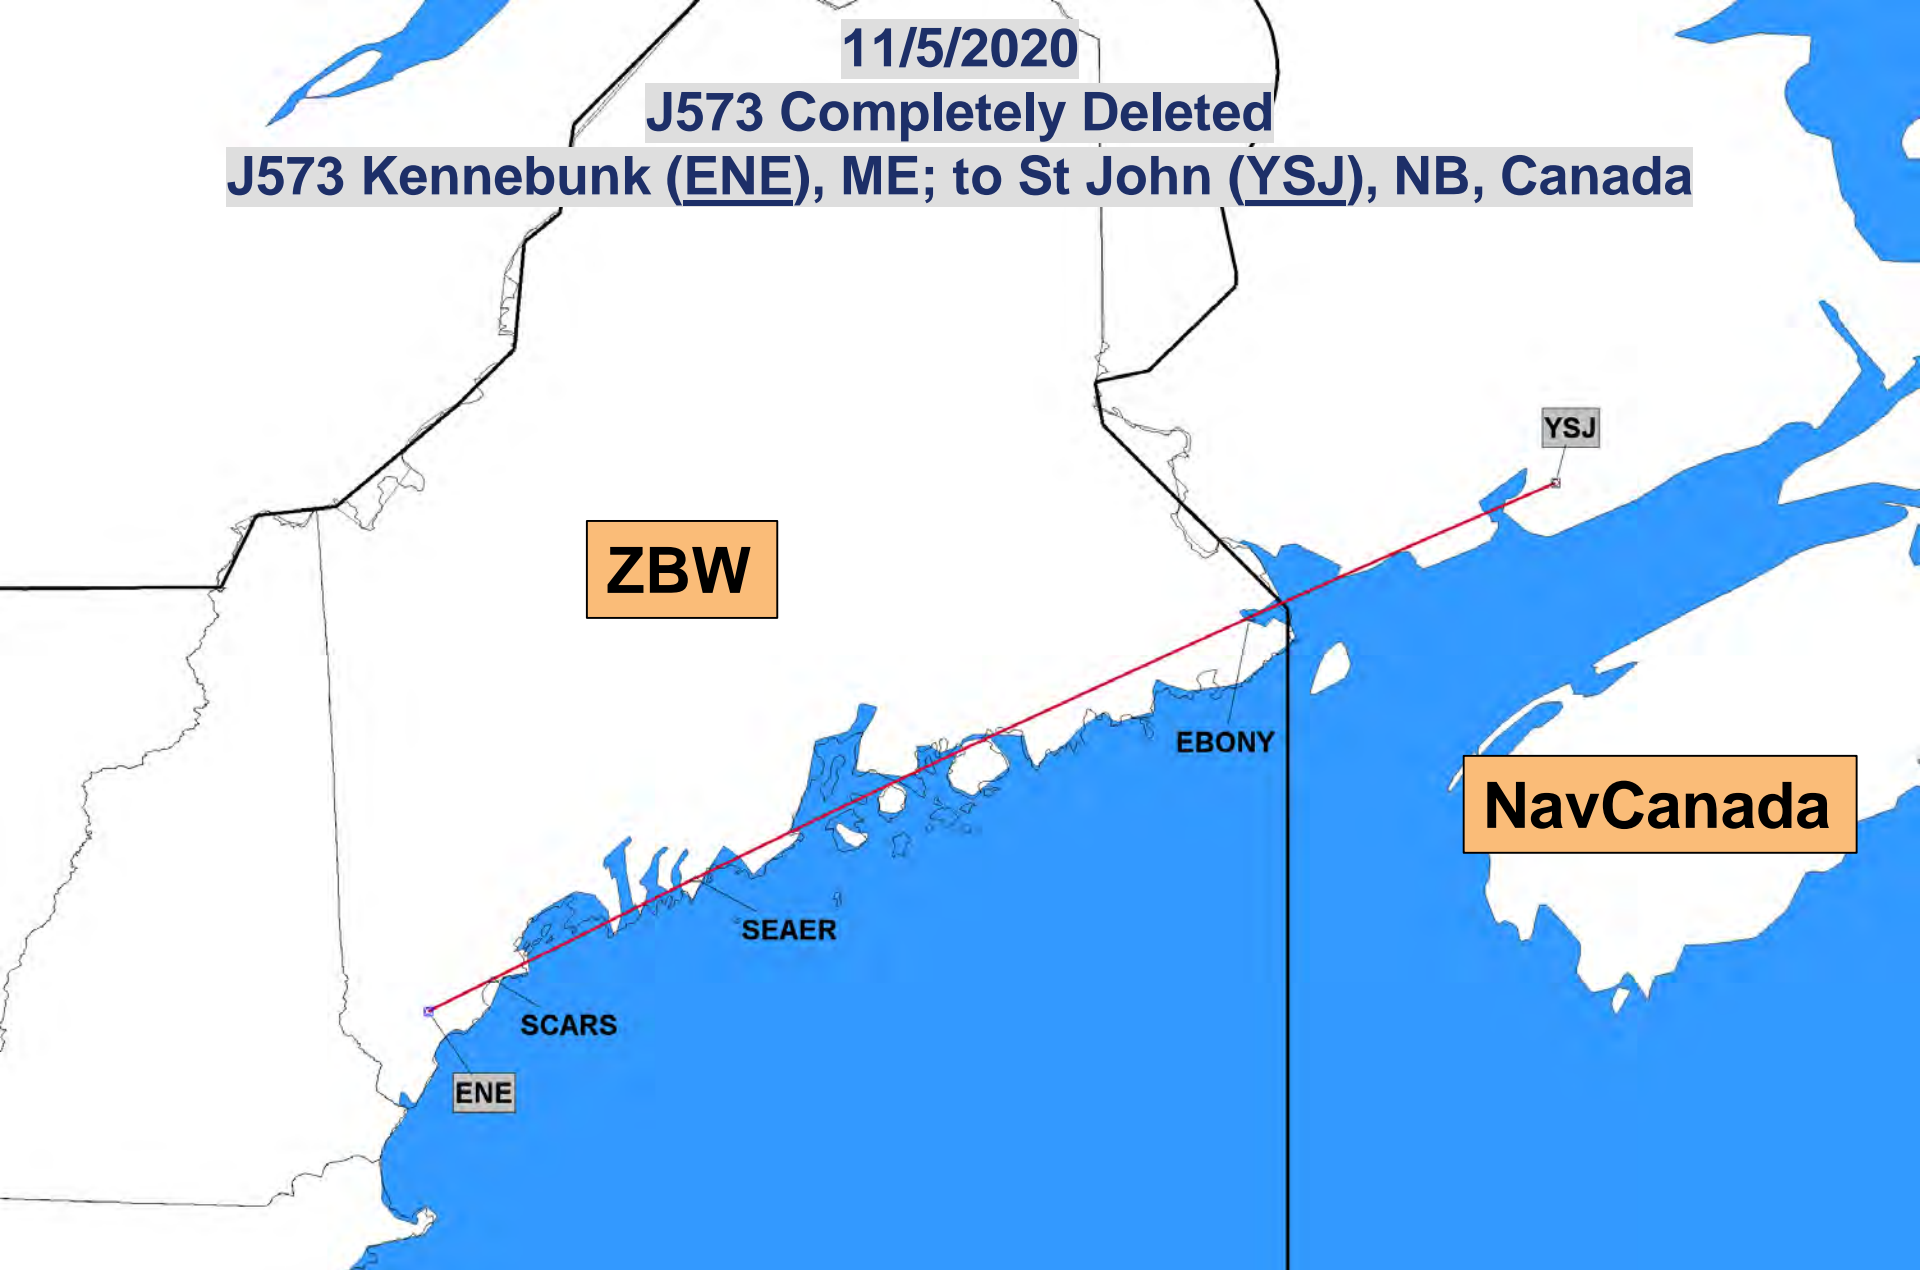 11/5/2020
J573 Completely Deleted
J573 Kennebunk (ENE), ME; to St John (YSJ), NB, Canada
YSJ
ZBW
EBONY
NavCanada
SEAER
SCARS
ENE